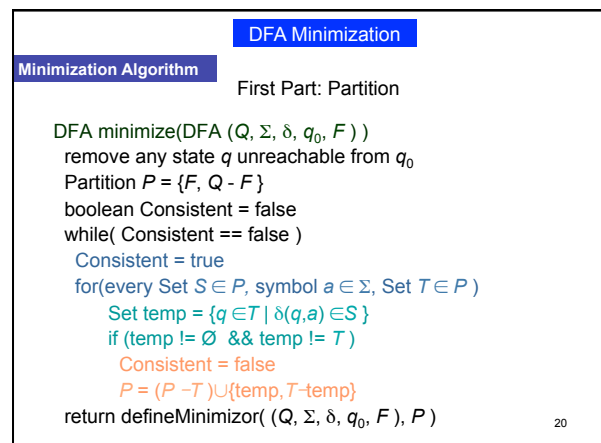 DFA Minimization
Minimization Algorithm
First Part: Partition
DFA minimize(DFA (Q, Σ, δ, q₀, F ) )
remove any state q unreachable from q₀
Partition P = {F, Q - F }
boolean Consistent = false
while( Consistent == false )
Consistent = true
for(every Set S ∈ P, symbol a ∈ Σ, Set T ∈ P )
Set temp = {q ∈T | δ(q,a) ∈S }
if (temp != Ø && temp != T )
Consistent = false
P = (P −T )∪{temp,T−temp}
return defineMinimizor( (Q, Σ, δ, q₀, F ), P )
20